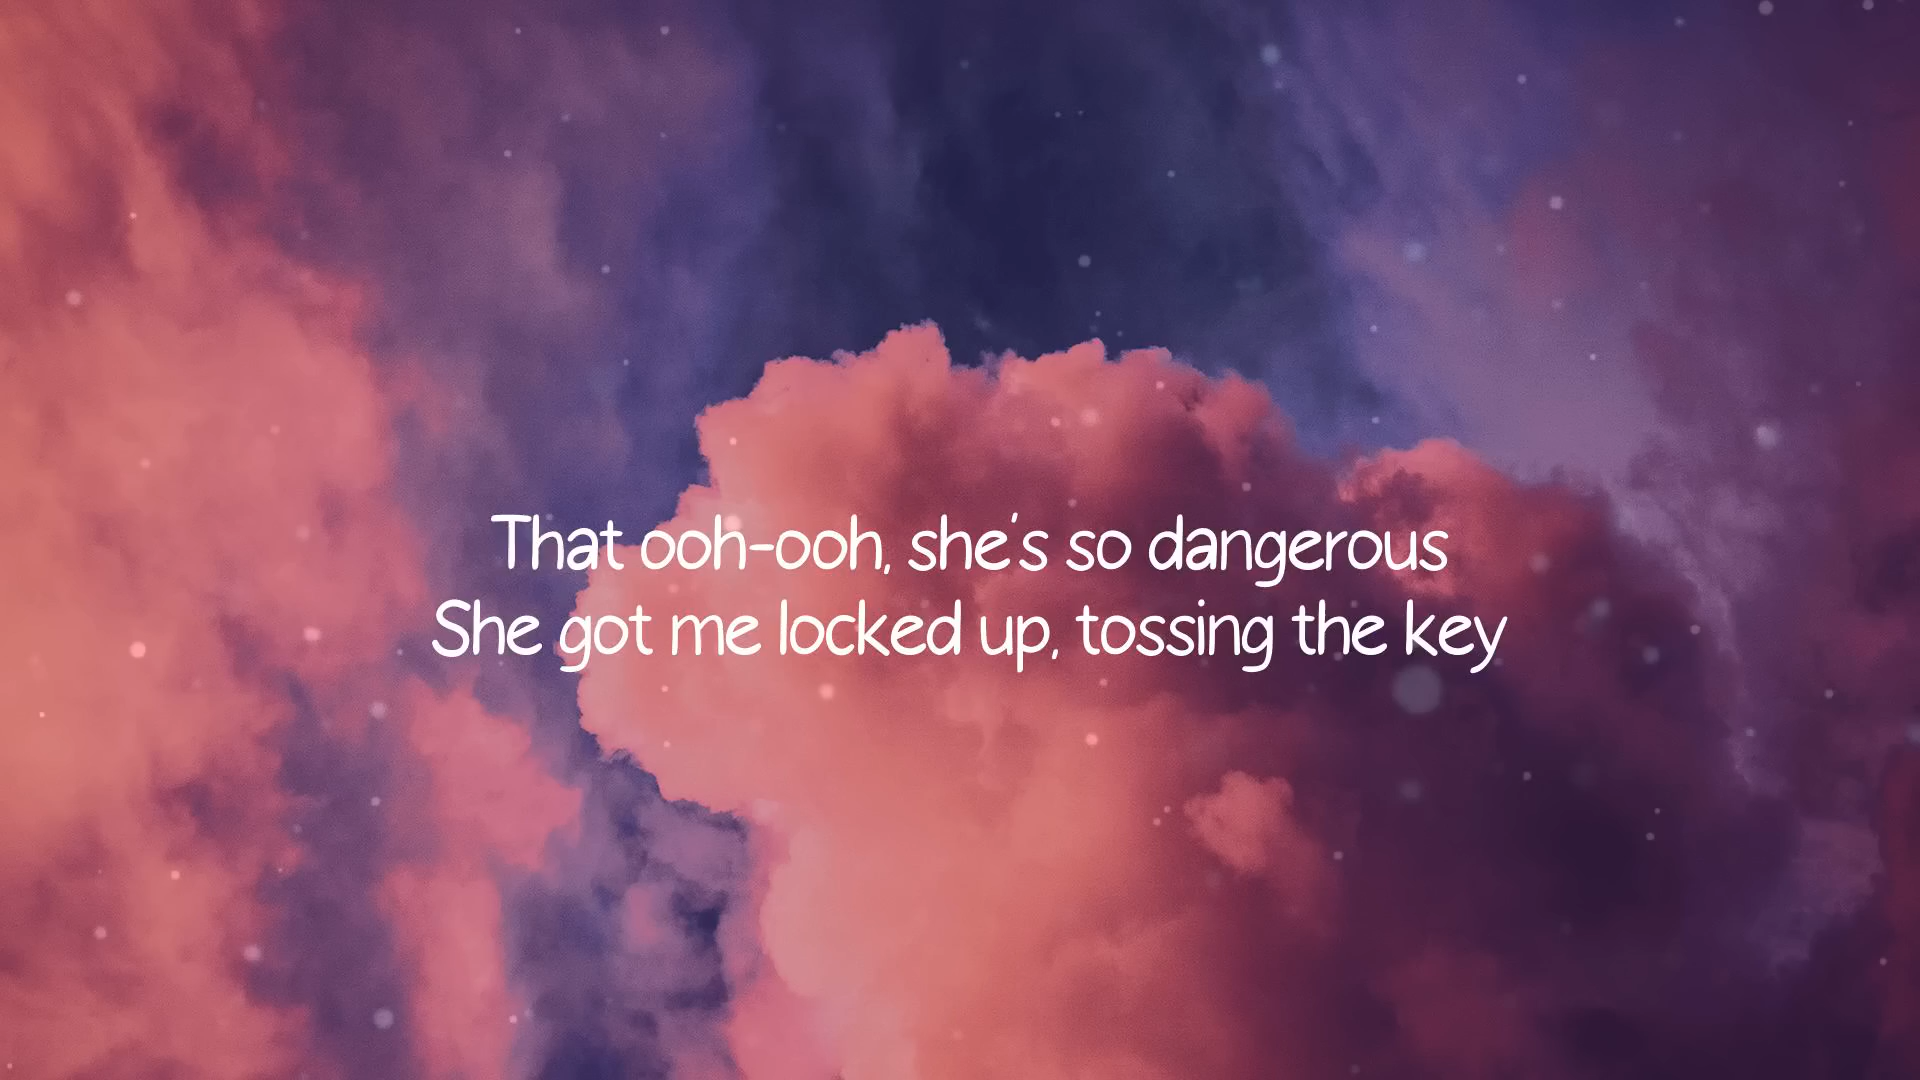 That ooh-ooh, she's so dangerous
She got me locked up, tossing the key